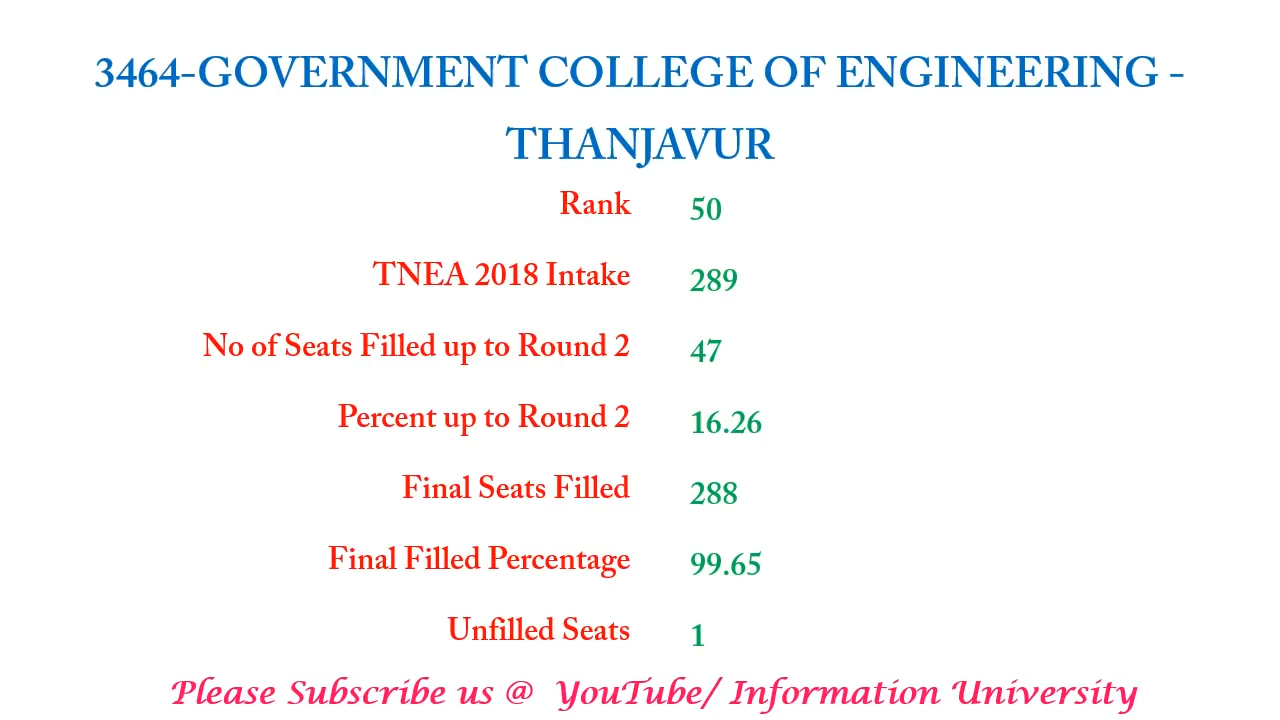 3464-GOVERNMENT COLLEGE OF ENGINEERING -
THANJAVUR
Rank 50
TNEA 2018 Intake 289
No of Seats Filled up to Round 2 47
Percent up to Round 2 16.26
Final Seats Filled 288
Final Filled Percentage 99.65
Unfilled Seats 1
Please Subscribe us @ YouTube/ Information University